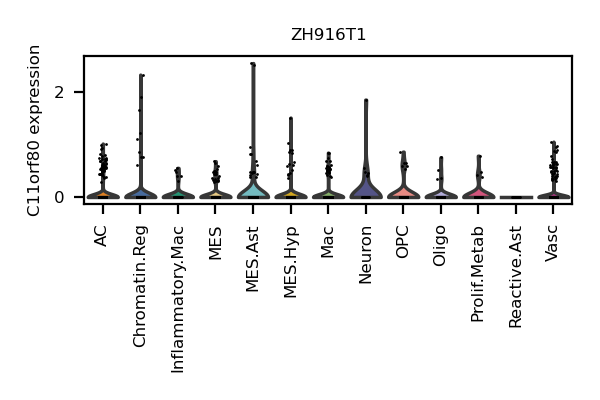 ZH916T1
C11orf80 expression
2
0
AC
Chromatin.Reg
Inflammatory.Mac
MES
MES.Ast
MES.Hyp
Mac
Neuron
OPC
Oligo
Prolif.Metab
Reactive.Ast
Vasc